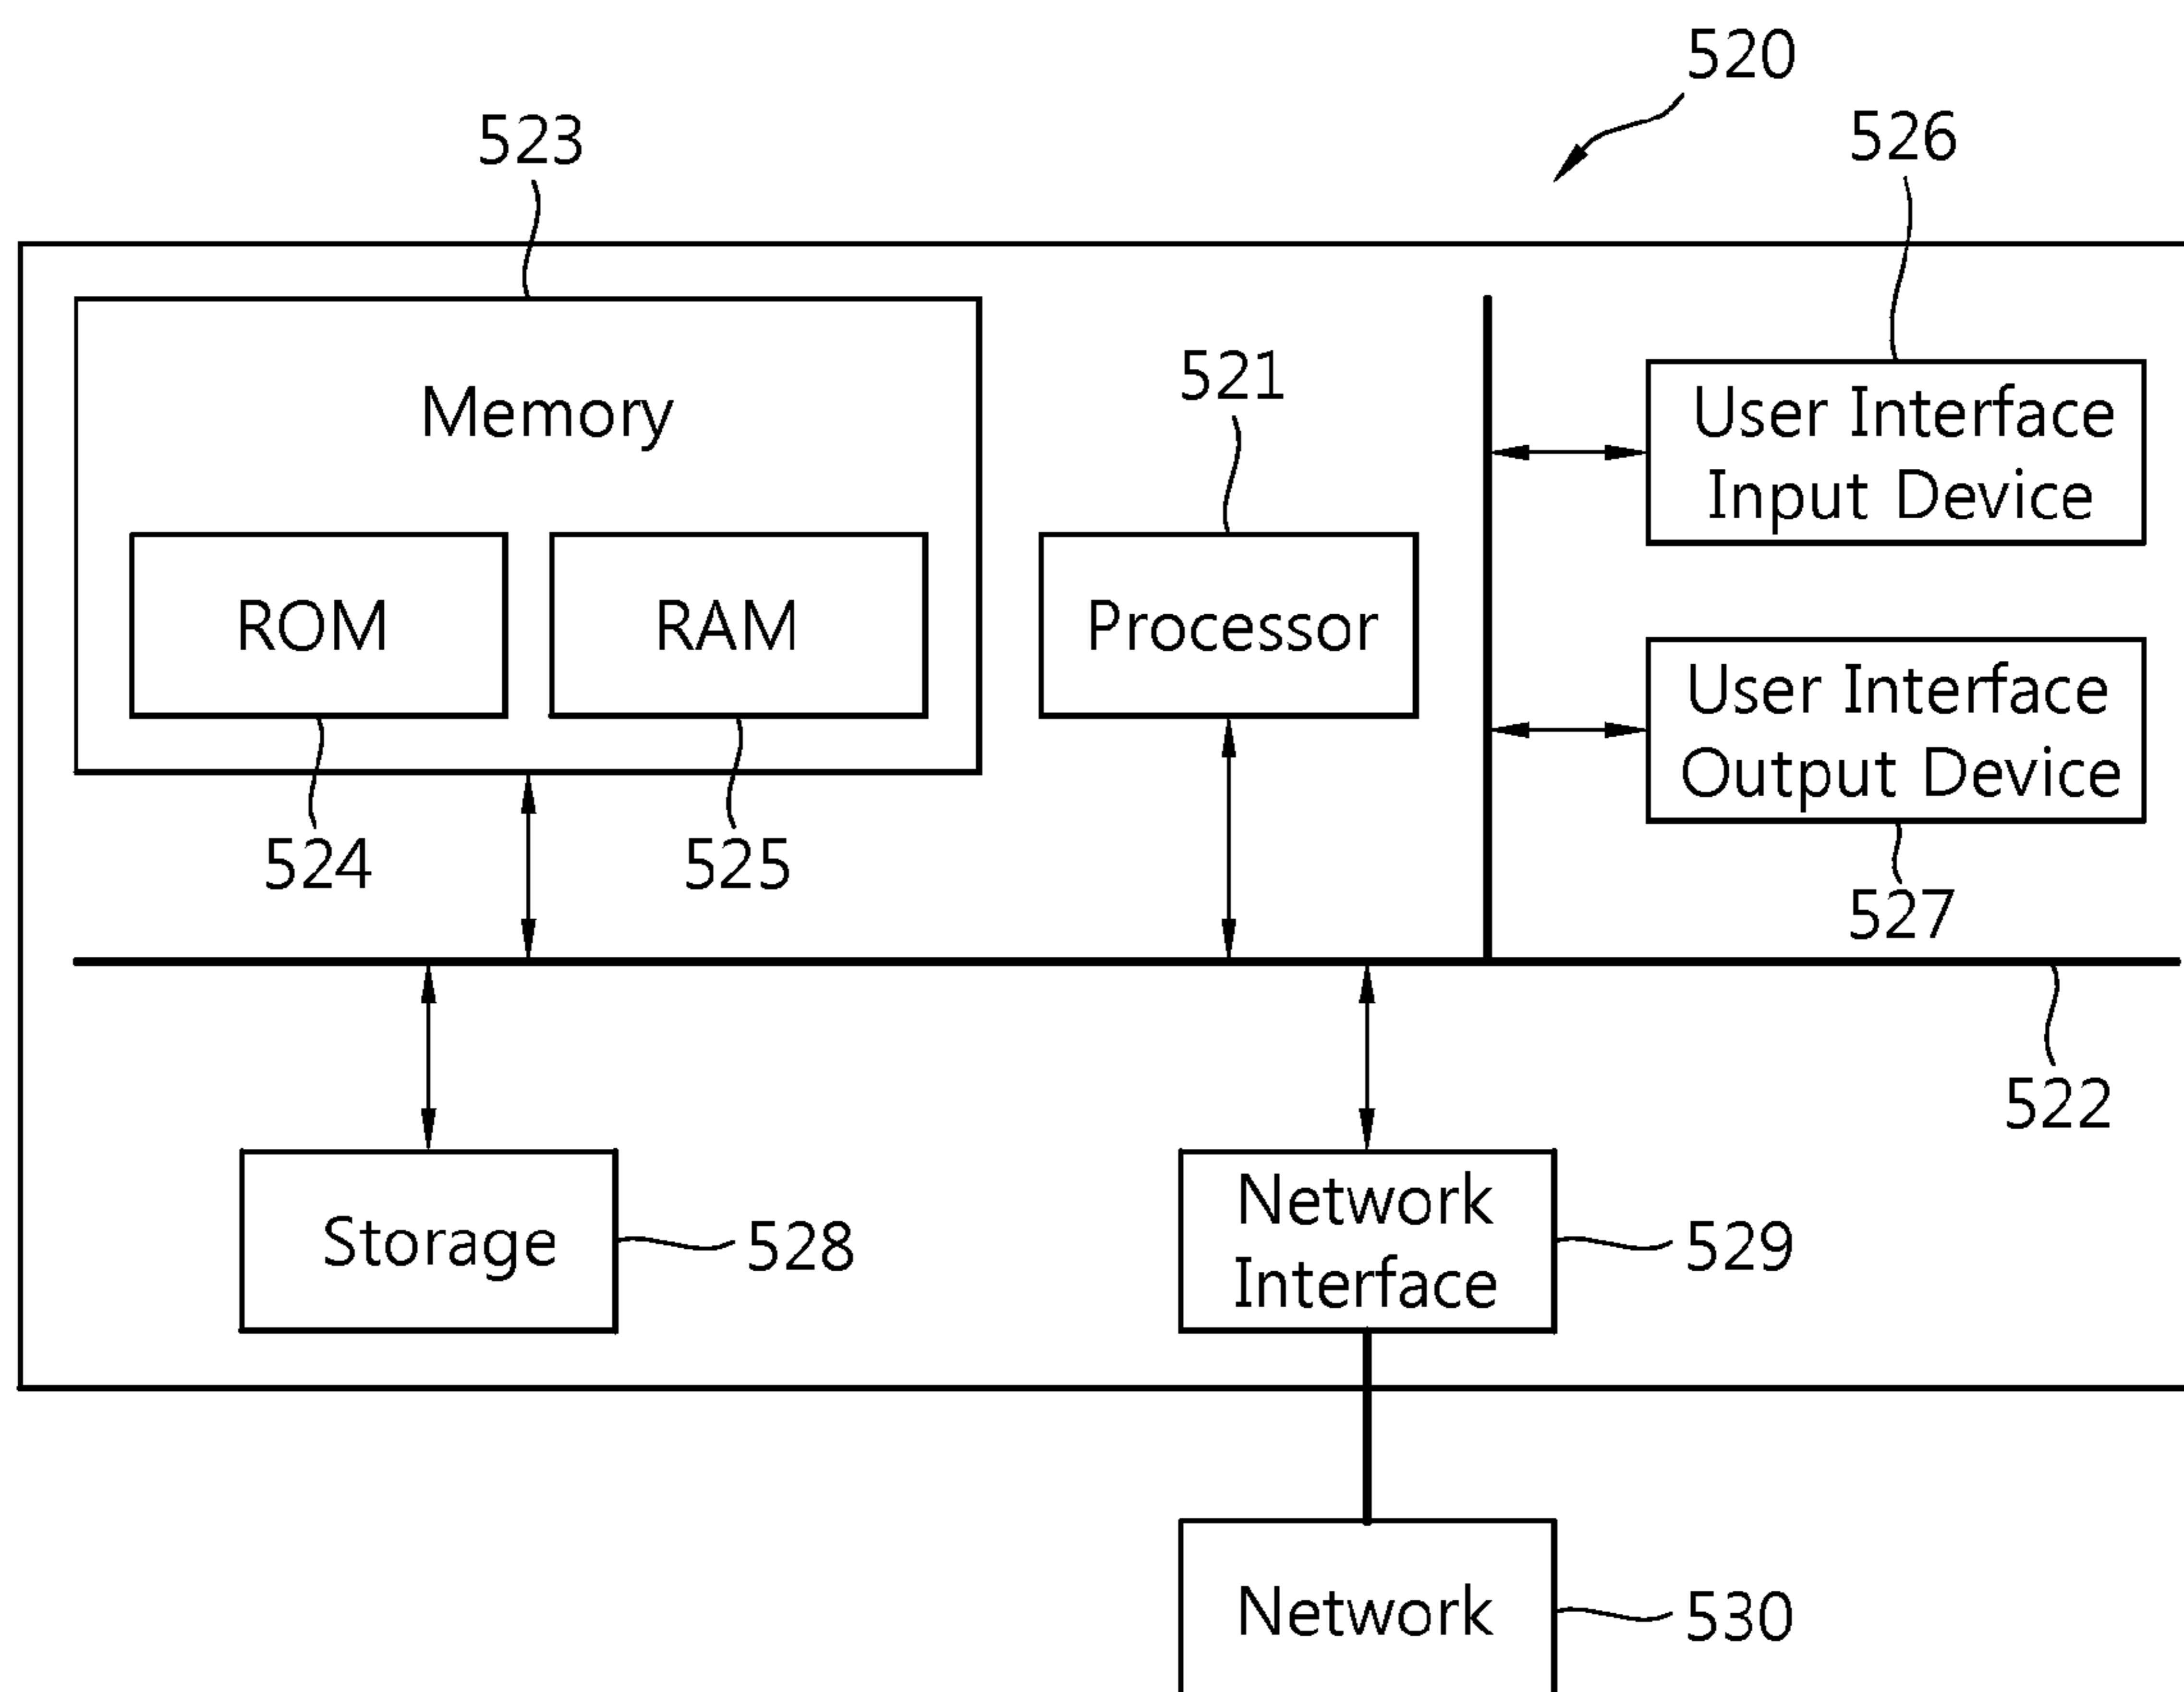 520
523
526
521
Memory
User Interface
Input Device
ROM
RAM
Processor
User Interface
Output Device
524
525
527
522
Storage
528
Network
Interface
529
Network
530